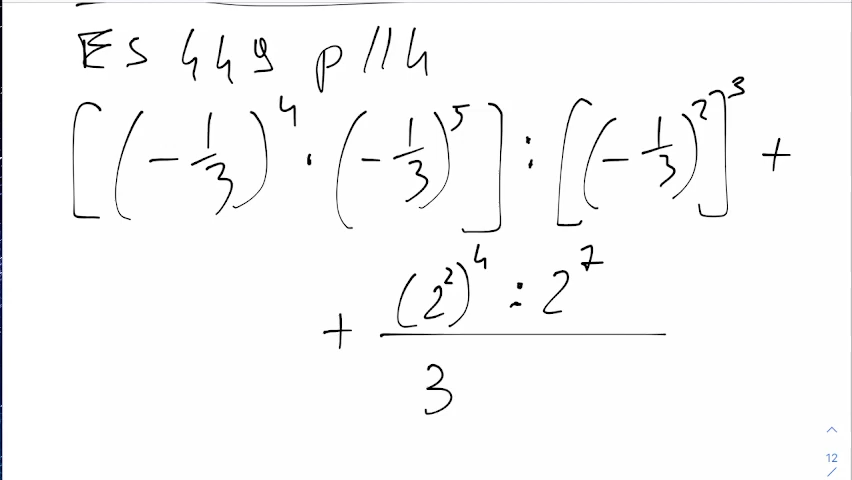 Es 449 p 114
[(-1/3)^4 · (-1/3)^5] : [(-1/3)^2]^3 +
+ (2^2)^4 : 2^7 / 3
12